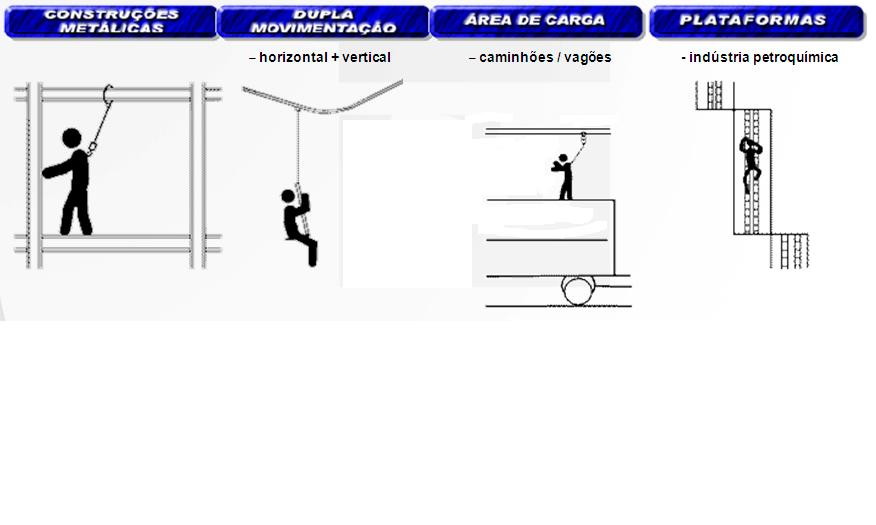 CONSTRUÇÕES
METÁLICAS
DUPLA
MOVIMENTAÇÃO
ÁREA DE CARGA
PLATAFORMAS
– horizontal + vertical
– caminhões / vagões
- indústria petroquímica